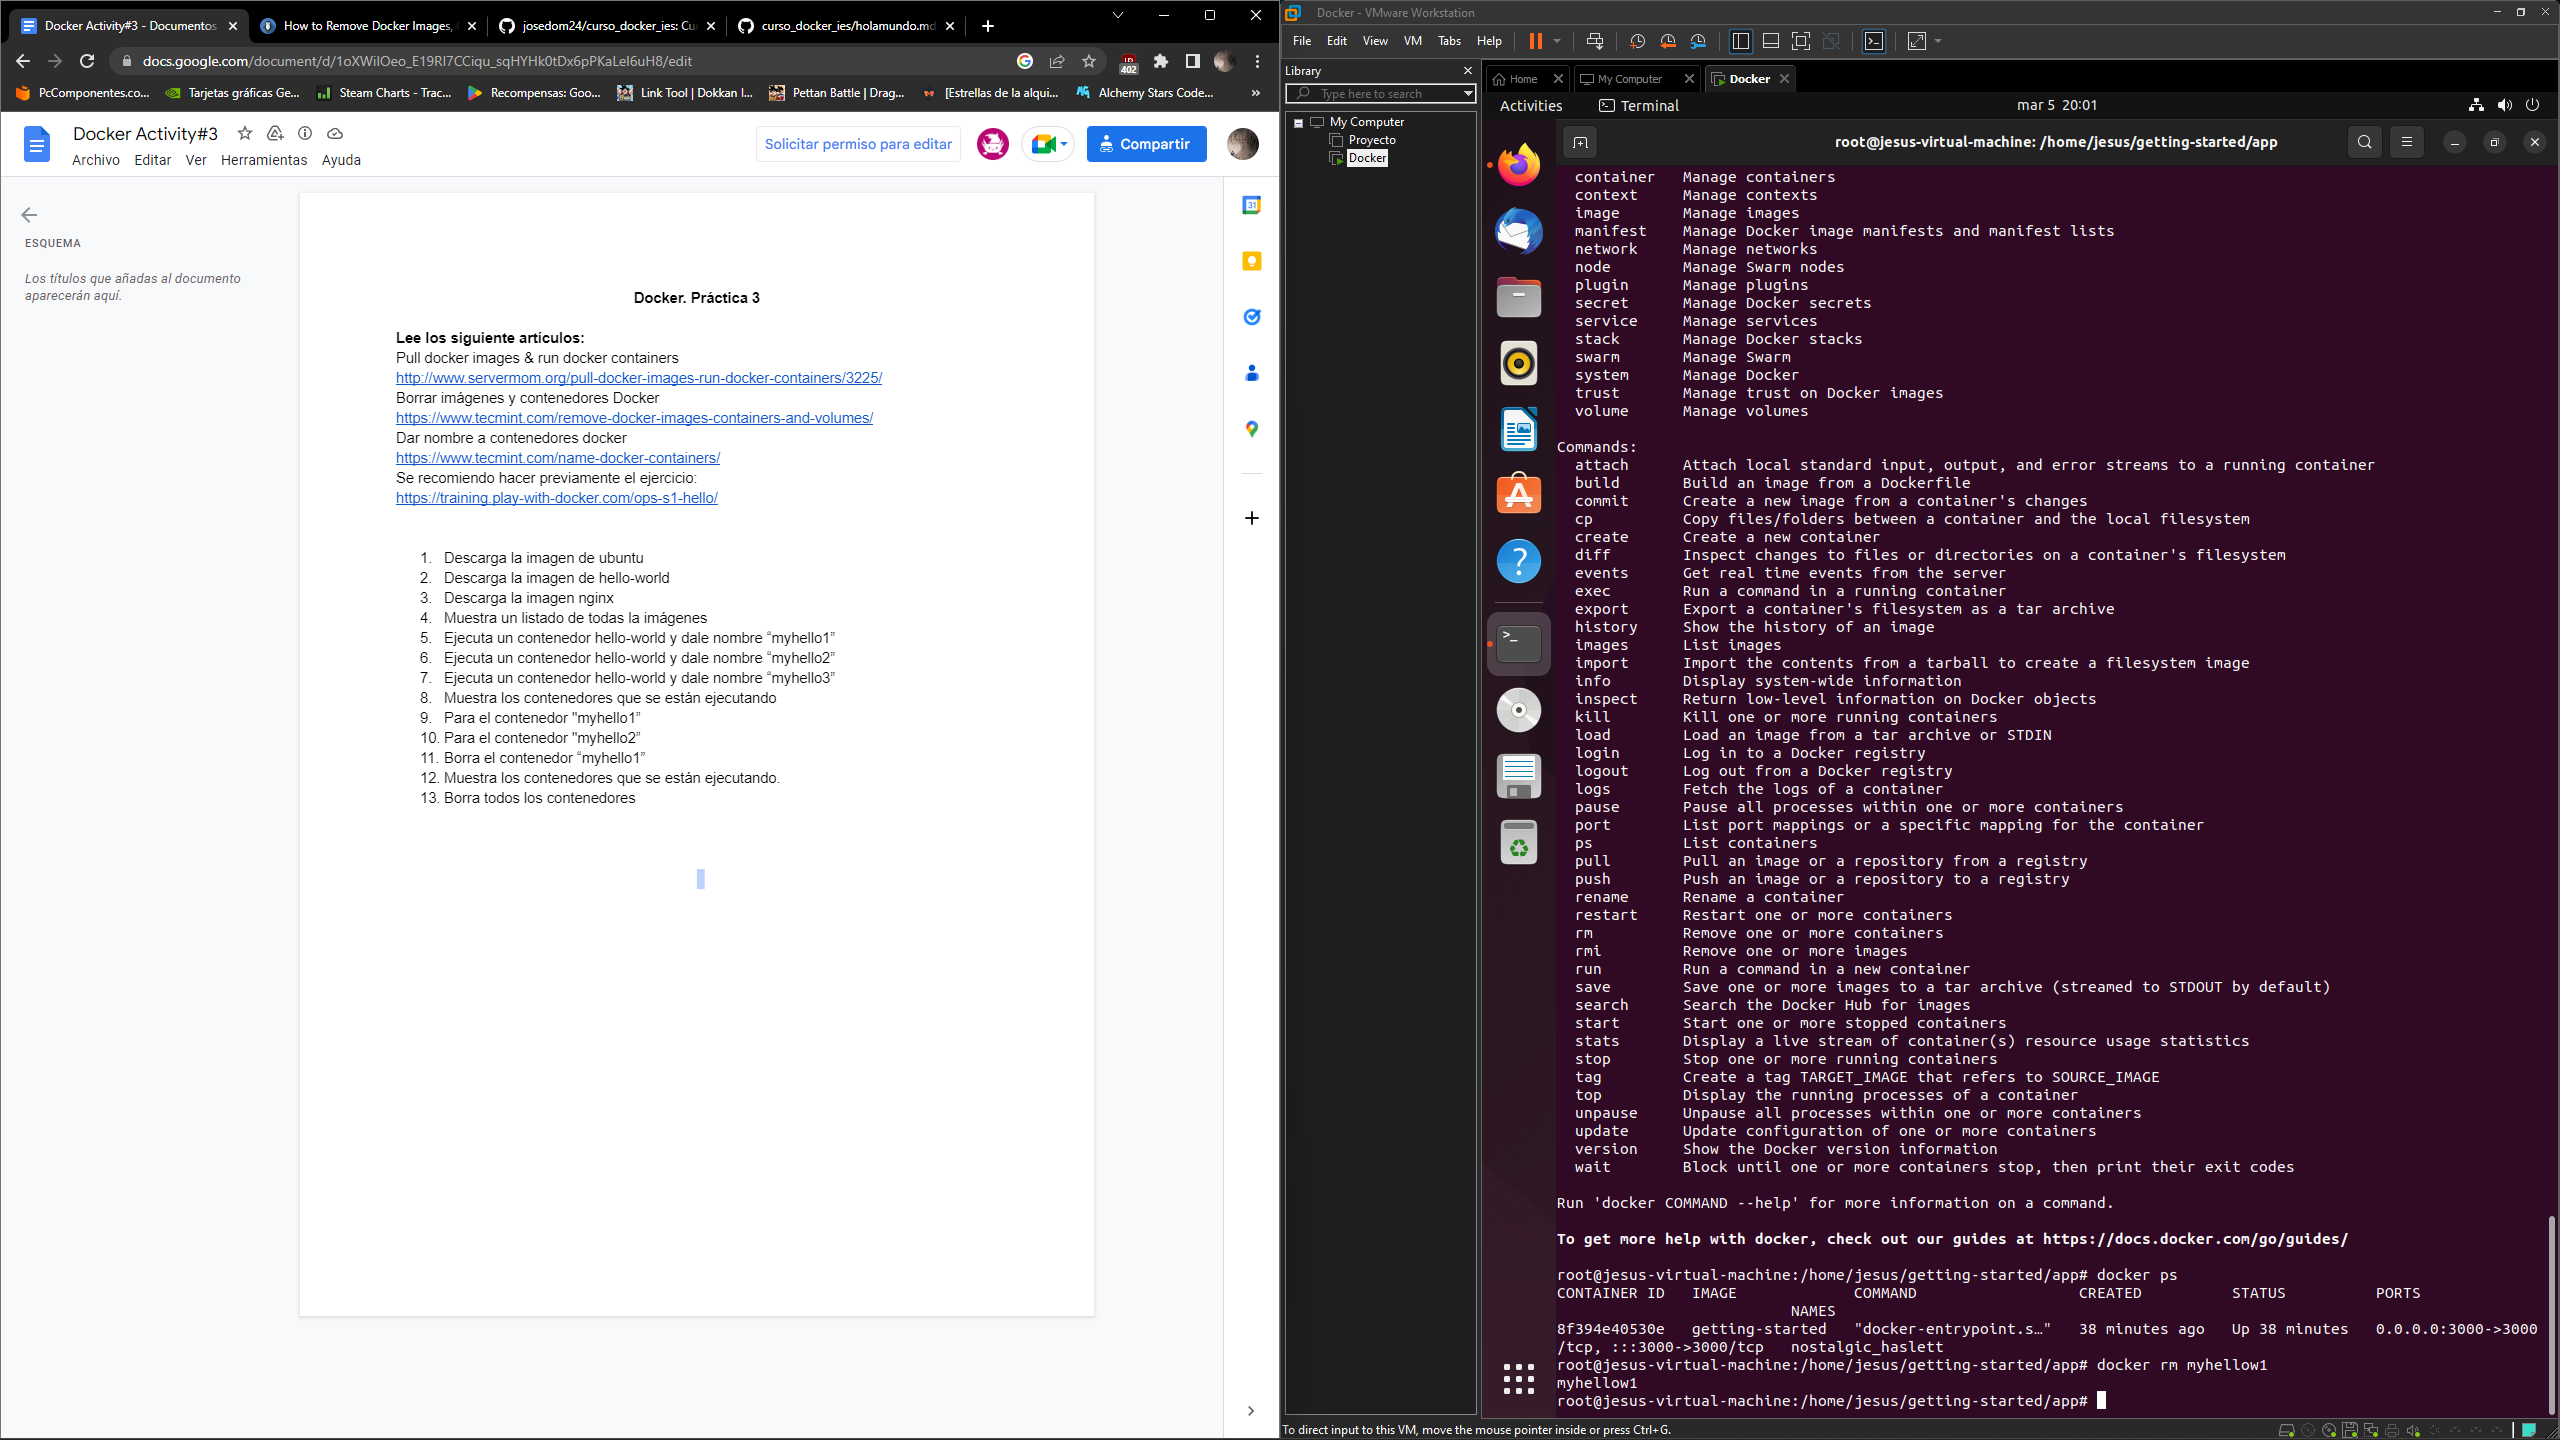 Docker Activity#3 - Documentos
How to Remove Docker Images,
josedom24/curso_docker_ies: Cu
curso_docker_ies/holamundo.md
docs.google.com/document/d/1oXWiIOeo_E19RI7CCiqu_sqHYHk0tDx6pPKaLeI6uH8/edit
402
PcComponentes.co...
Tarjetas gráficas Ge...
Steam Charts - Trac...
Recompensas: Goo...
Link Tool | Dokkan I...
Pettan Battle | Drag...
[Estrellas de la alqui...
Alchemy Stars Code...
»
Docker Activity#3
Archivo Editar Ver Herramientas Ayuda
Solicitar permiso para editar
Compartir
ESQUEMA
Los títulos que añadas al documento
aparecerán aquí.
31
Docker. Práctica 3
Lee los siguiente artículos:
Pull docker images & run docker containers
http://www.servermom.org/pull-docker-images-run-docker-containers/3225/
Borrar imágenes y contenedores Docker
https://www.tecmint.com/remove-docker-images-containers-and-volumes/
Dar nombre a contenedores docker
https://www.tecmint.com/name-docker-containers/
Se recomiendo hacer previamente el ejercicio:
https://training.play-with-docker.com/ops-s1-hello/
1. Descarga la imagen de ubuntu
2. Descarga la imagen de hello-world
3. Descarga la imagen nginx
4. Muestra un listado de todas la imágenes
5. Ejecuta un contenedor hello-world y dale nombre “myhello1”
6. Ejecuta un contenedor hello-world y dale nombre “myhello2”
7. Ejecuta un contenedor hello-world y dale nombre “myhello3”
8. Muestra los contenedores que se están ejecutando
9. Para el contenedor "myhello1”
10. Para el contenedor "myhello2”
11. Borra el contenedor “myhello1”
12. Muestra los contenedores que se están ejecutando.
13. Borra todos los contenedores
Docker - VMware Workstation
File Edit View VM Tabs Help
Library
Type here to search
My Computer
Proyecto
Docker
Home
My Computer
Docker
Activities
Terminal
mar 5 20:01
root@jesus-virtual-machine: /home/jesus/getting-started/app
container Manage containers
context Manage contexts
image Manage images
manifest Manage Docker image manifests and manifest lists
network Manage networks
node Manage Swarm nodes
plugin Manage plugins
secret Manage Docker secrets
service Manage services
stack Manage Docker stacks
swarm Manage Swarm
system Manage Docker
trust Manage trust on Docker images
volume Manage volumes
Commands:
attach Attach local standard input, output, and error streams to a running container
build Build an image from a Dockerfile
commit Create a new image from a container's changes
cp Copy files/folders between a container and the local filesystem
create Create a new container
diff Inspect changes to files or directories on a container's filesystem
events Get real time events from the server
exec Run a command in a running container
export Export a container's filesystem as a tar archive
history Show the history of an image
images List images
import Import the contents from a tarball to create a filesystem image
info Display system-wide information
inspect Return low-level information on Docker objects
kill Kill one or more running containers
load Load an image from a tar archive or STDIN
login Log in to a Docker registry
logout Log out from a Docker registry
logs Fetch the logs of a container
pause Pause all processes within one or more containers
port List port mappings or a specific mapping for the container
ps List containers
pull Pull an image or a repository from a registry
push Push an image or a repository to a registry
rename Rename a container
restart Restart one or more containers
rm Remove one or more containers
rmi Remove one or more images
run Run a command in a new container
save Save one or more images to a tar archive (streamed to STDOUT by default)
search Search the Docker Hub for images
start Start one or more stopped containers
stats Display a live stream of container(s) resource usage statistics
stop Stop one or more running containers
tag Create a tag TARGET_IMAGE that refers to SOURCE_IMAGE
top Display the running processes of a container
unpause Unpause all processes within one or more containers
update Update configuration of one or more containers
version Show the Docker version information
wait Block until one or more containers stop, then print their exit codes
Run 'docker COMMAND --help' for more information on a command.
To get more help with docker, check out our guides at https://docs.docker.com/go/guides/
root@jesus-virtual-machine:/home/jesus/getting-started/app# docker ps
CONTAINER ID IMAGE COMMAND CREATED STATUS PORTS
NAMES
8f394e40530e getting-started "docker-entrypoint.s…" 38 minutes ago Up 38 minutes 0.0.0.0:3000->3000
/tcp, :::3000->3000/tcp nostalgic_haslett
root@jesus-virtual-machine:/home/jesus/getting-started/app# docker rm myhellow1
myhellow1
root@jesus-virtual-machine:/home/jesus/getting-started/app#
To direct input to this VM, move the mouse pointer inside or press Ctrl+G.